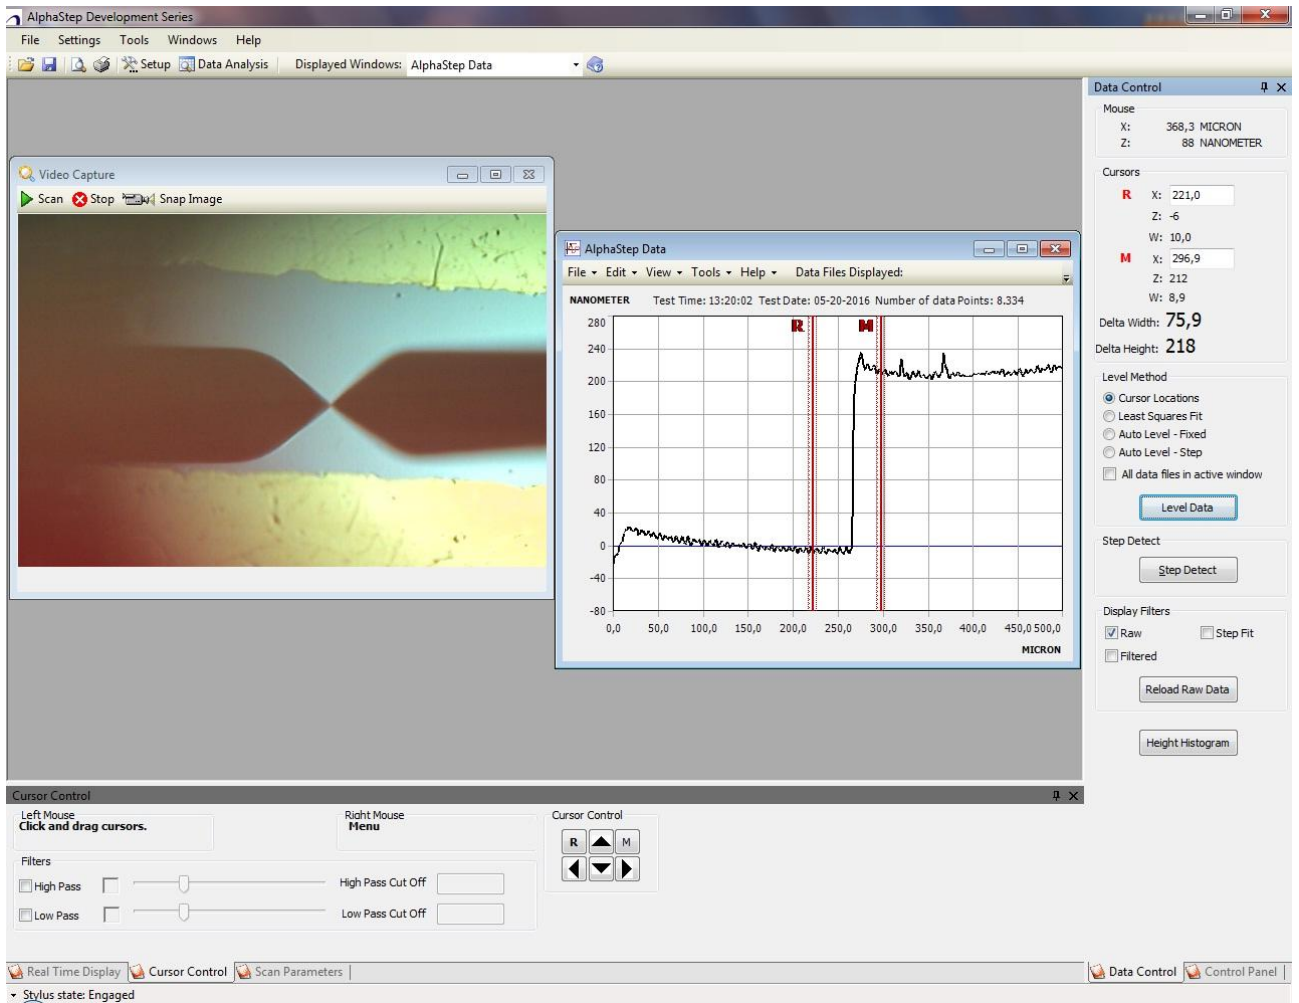 AlphaStep Development Series
File Settings Tools Windows Help
Setup Data Analysis Displayed Windows: AlphaStep Data
Video Capture
Scan Stop Snap Image
AlphaStep Data
File Edit View Tools Help Data Files Displayed:
NANOMETER Test Time: 13:20:02 Test Date: 05-20-2016 Number of data Points: 8.334
R M
280
240
200
160
120
80
40
0
-40
-80
0,0 50,0 100,0 150,0 200,0 250,0 300,0 350,0 400,0 450,0 500,0
MICRON
Data Control
Mouse
X: 368,3 MICRON
Z: 88 NANOMETER
Cursors
R X: 221,0
Z: -6
W: 10,0
M X: 296,9
Z: 212
W: 8,9
Delta Width: 75,9
Delta Height: 218
Level Method
Cursor Locations
Least Squares Fit
Auto Level - Fixed
Auto Level - Step
All data files in active window
Level Data
Step Detect
Step Detect
Display Filters
Raw Step Fit
Filtered
Reload Raw Data
Height Histogram
Cursor Control
Left Mouse
Click and drag cursors.
Right Mouse
Menu
Cursor Control
R M
Filters
High Pass High Pass Cut Off
Low Pass Low Pass Cut Off
Real Time Display Cursor Control Scan Parameters
Data Control Control Panel
Stylus state: Engaged